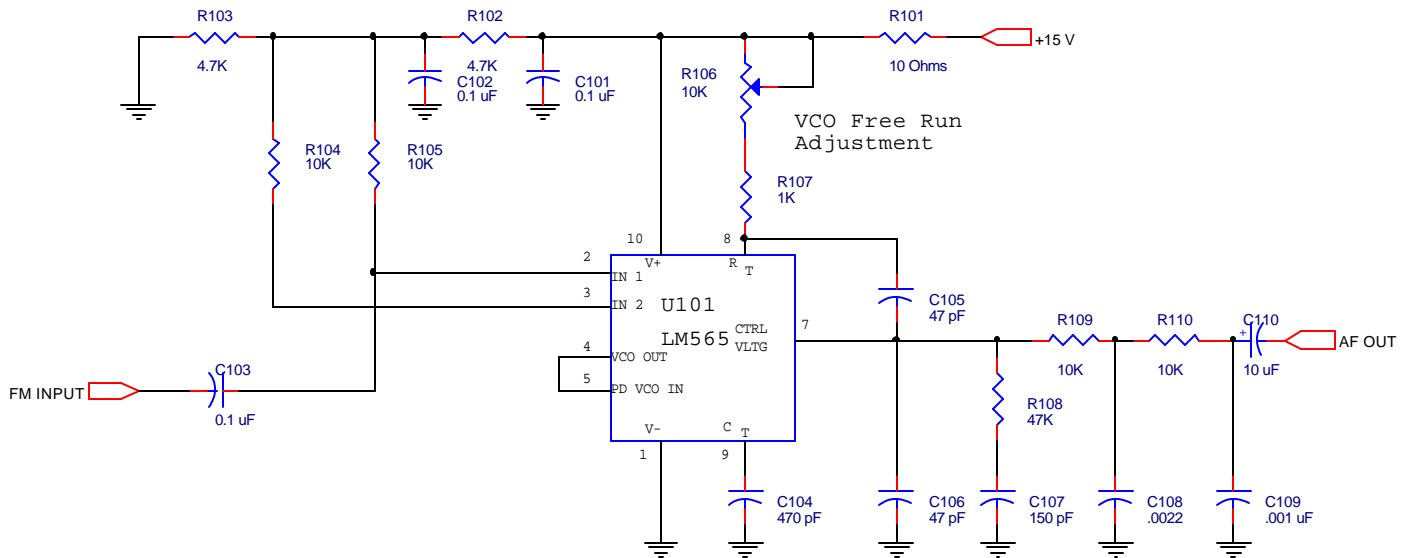 R103
R102
R101
4.7K
4.7K
10 Ohms
+15 V
C102
0.1 uF
C101
0.1 uF
R106
10K
VCO Free Run
Adjustment
R104
10K
R105
10K
R107
1K
10
8
V+
R T
2
IN 1
3
IN 2
U101
LM565
CTRL
VLTG
7
4
VCO OUT
5
PD VCO IN
V-
C T
1
9
C105
47 pF
R109
10K
R110
10K
C110
+
10 uF
AF OUT
FM INPUT
C103
0.1 uF
R108
47K
C104
470 pF
C106
47 pF
C107
150 pF
C108
.0022
C109
.001 uF